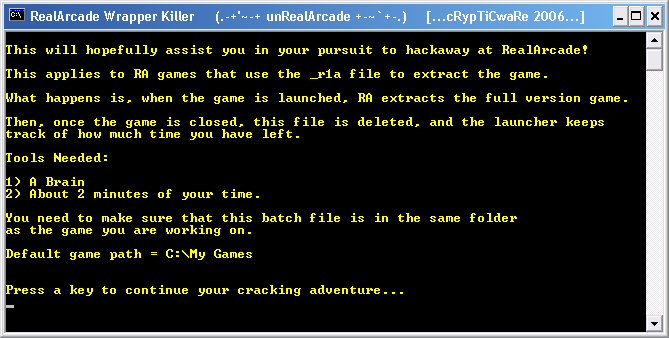 RealArcade Wrapper Killer (.-+'~-+ unRealArcade +-~`+-.) [...cRypTiCwaRe 2006...]
This will hopefully assist you in your pursuit to hackaway at RealArcade!
This applies to RA games that use the _r1a file to extract the game.
What happens is, when the game is launched, RA extracts the full version game.
Then, once the game is closed, this file is deleted, and the launcher keeps
track of how much time you have left.
Tools Needed:
1) A Brain
2) About 2 minutes of your time.
You need to make sure that this batch file is in the same folder
as the game you are working on.
Default game path = C:\My Games
Press a key to continue your cracking adventure...